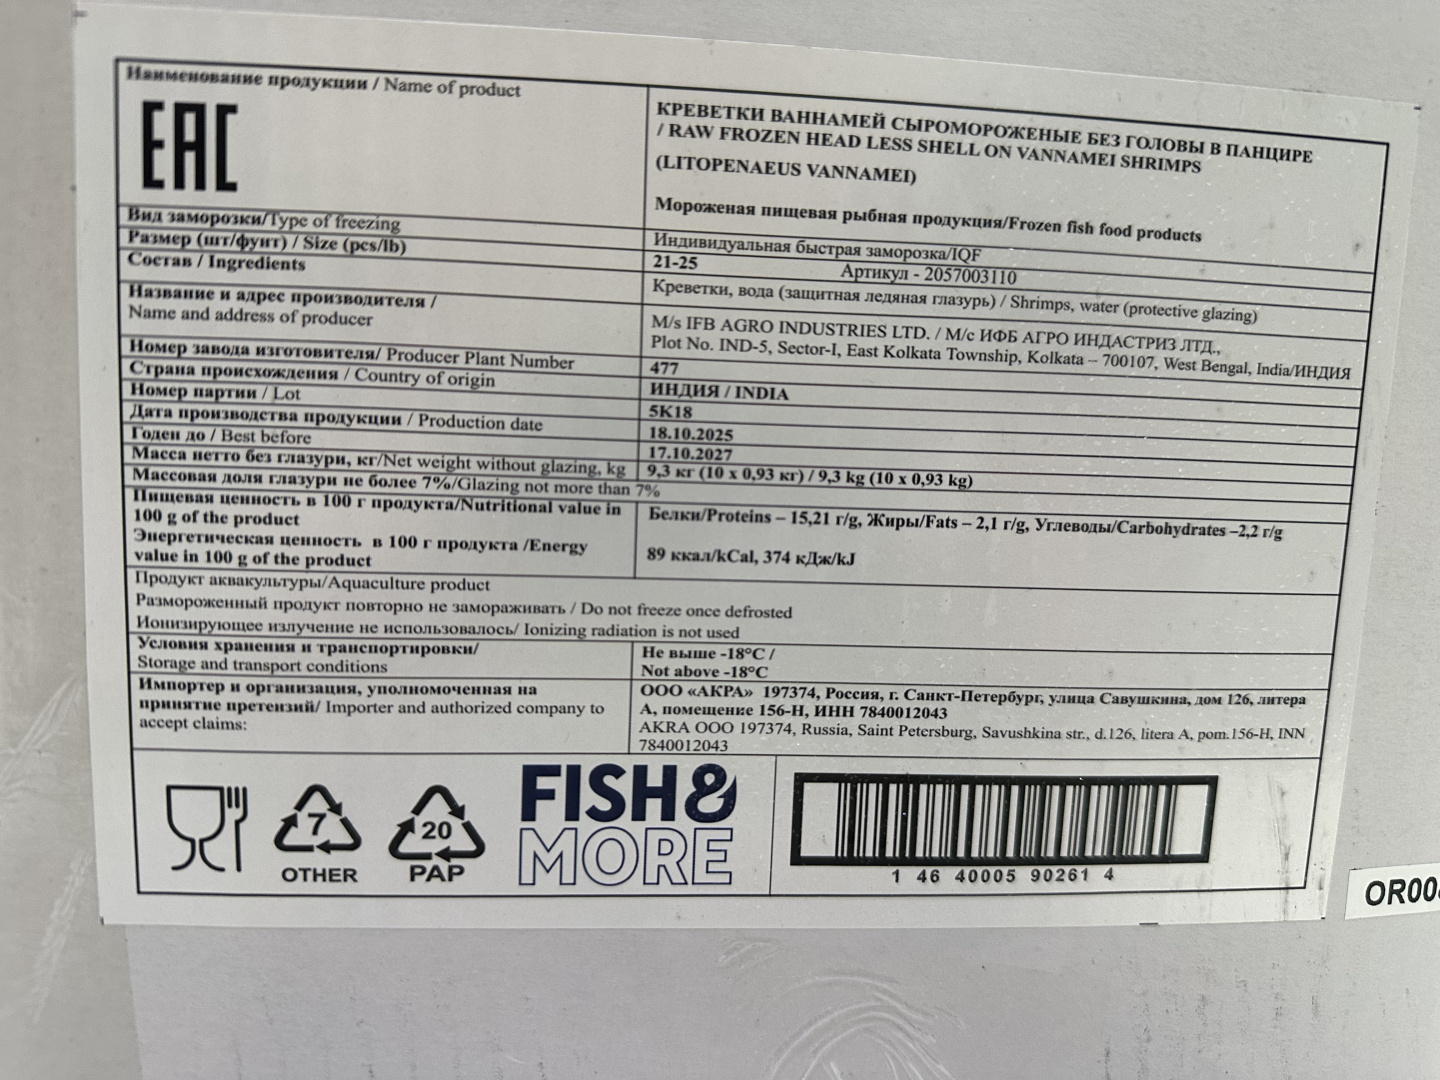 Наименование продукции / Name of product
EAC
КРЕВЕТКИ ВАННАМЕЙ СЫРОМОРОЖЕНЫЕ БЕЗ ГОЛОВЫ В ПАНЦИРЕ
/ RAW FROZEN HEAD LESS SHELL ON VANNAMEI SHRIMPS
(LITOPENAEUS VANNAMEI)
Мороженая пищевая рыбная продукция/Frozen fish food products
Вид заморозки/Type of freezing
Индивидуальная быстрая заморозка/IQF
Размер (шт/фунт) / Size (pcs/lb)
21-25 Артикул - 2057003110
Состав / Ingredients
Креветки, вода (защитная ледяная глазурь) / Shrimps, water (protective glazing)
Название и адрес производителя /
Name and address of producer
M/s IFB AGRO INDUSTRIES LTD. / М/с ИФБ АГРО ИНДАСТРИЗ ЛТД.,
Plot No. IND-5, Sector-I, East Kolkata Township, Kolkata – 700107, West Bengal, India/ИНДИЯ
Номер завода изготовителя/ Producer Plant Number
477
Страна происхождения / Country of origin
ИНДИЯ / INDIA
Номер партии / Lot
5K18
Дата производства продукции / Production date
18.10.2025
Годен до / Best before
17.10.2027
Масса нетто без глазури, кг/Net weight without glazing, kg
9,3 кг (10 x 0,93 кг) / 9,3 kg (10 x 0,93 kg)
Массовая доля глазури не более 7%/Glazing not more than 7%
Пищевая ценность в 100 г продукта/Nutritional value in
100 g of the product
Белки/Proteins – 15,21 г/g, Жиры/Fats – 2,1 г/g, Углеводы/Carbohydrates –2,2 г/g
Энергетическая ценность в 100 г продукта /Energy
value in 100 g of the product
89 ккал/kCal, 374 кДж/kJ
Продукт аквакультуры/Aquaculture product
Размороженный продукт повторно не замораживать / Do not freeze once defrosted
Ионизирующее излучение не использовалось/ Ionizing radiation is not used
Условия хранения и транспортировки/
Storage and transport conditions
Не выше -18°C /
Not above -18°C
Импортер и организация, уполномоченная на
принятие претензий/ Importer and authorized company to
accept claims:
ООО «АКРА» 197374, Россия, г. Санкт-Петербург, улица Савушкина, дом 126, литера
А, помещение 156-Н, ИНН 7840012043
AKRA OOO 197374, Russia, Saint Petersburg, Savushkina str., d.126, litera A, pom.156-H, INN
7840012043
7
OTHER
20
PAP
FISH&
MORE
1 46 40005 90261 4
OR00